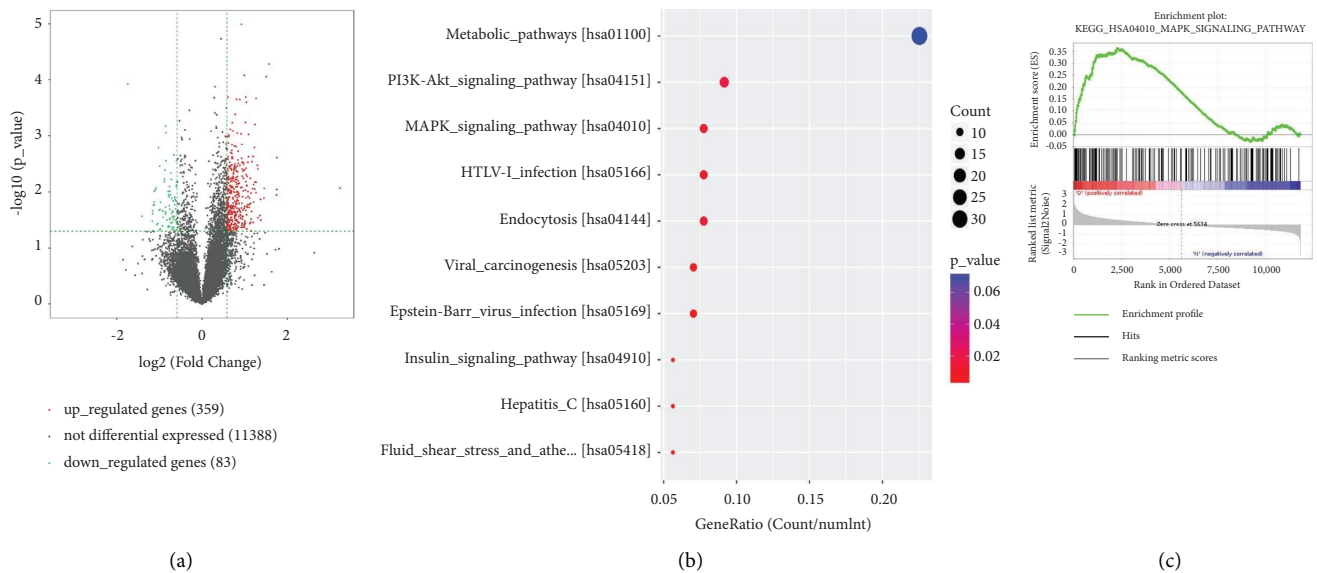 5
4
3
2
1
0
-log10 (p_value)
-2
0
2
log2 (Fold Change)
up_regulated genes (359)
not differential expressed (11388)
down_regulated genes (83)
(a)
Metabolic_pathways [hsa01100]
PI3K-Akt_signaling_pathway [hsa04151]
MAPK_signaling_pathway [hsa04010]
HTLV-I_infection [hsa05166]
Endocytosis [hsa04144]
Viral_carcinogenesis [hsa05203]
Epstein-Barr_virus_infection [hsa05169]
Insulin_signaling_pathway [hsa04910]
Hepatitis_C [hsa05160]
Fluid_shear_stress_and_athe... [hsa05418]
0.05
0.10
0.15
0.20
GeneRatio (Count/numInt)
Count
10
15
20
25
30
p_value
0.06
0.04
0.02
(b)
Enrichment plot:
KEGG_HSA04010_MAPK_SIGNALING_PATHWAY
0.35
0.30
0.25
0.20
0.15
0.10
0.05
0.00
-0.05
Enrichment score (ES)
'D' (positively correlated)
3
2
1
0
-1
-2
-3
Ranked list metric
(Signal2Noise)
Zero cross at 5634
'N' (negatively correlated)
0
2,500
5,000
7,500
10,000
Rank in Ordered Dataset
Enrichment profile
Hits
Ranking metric scores
(c)